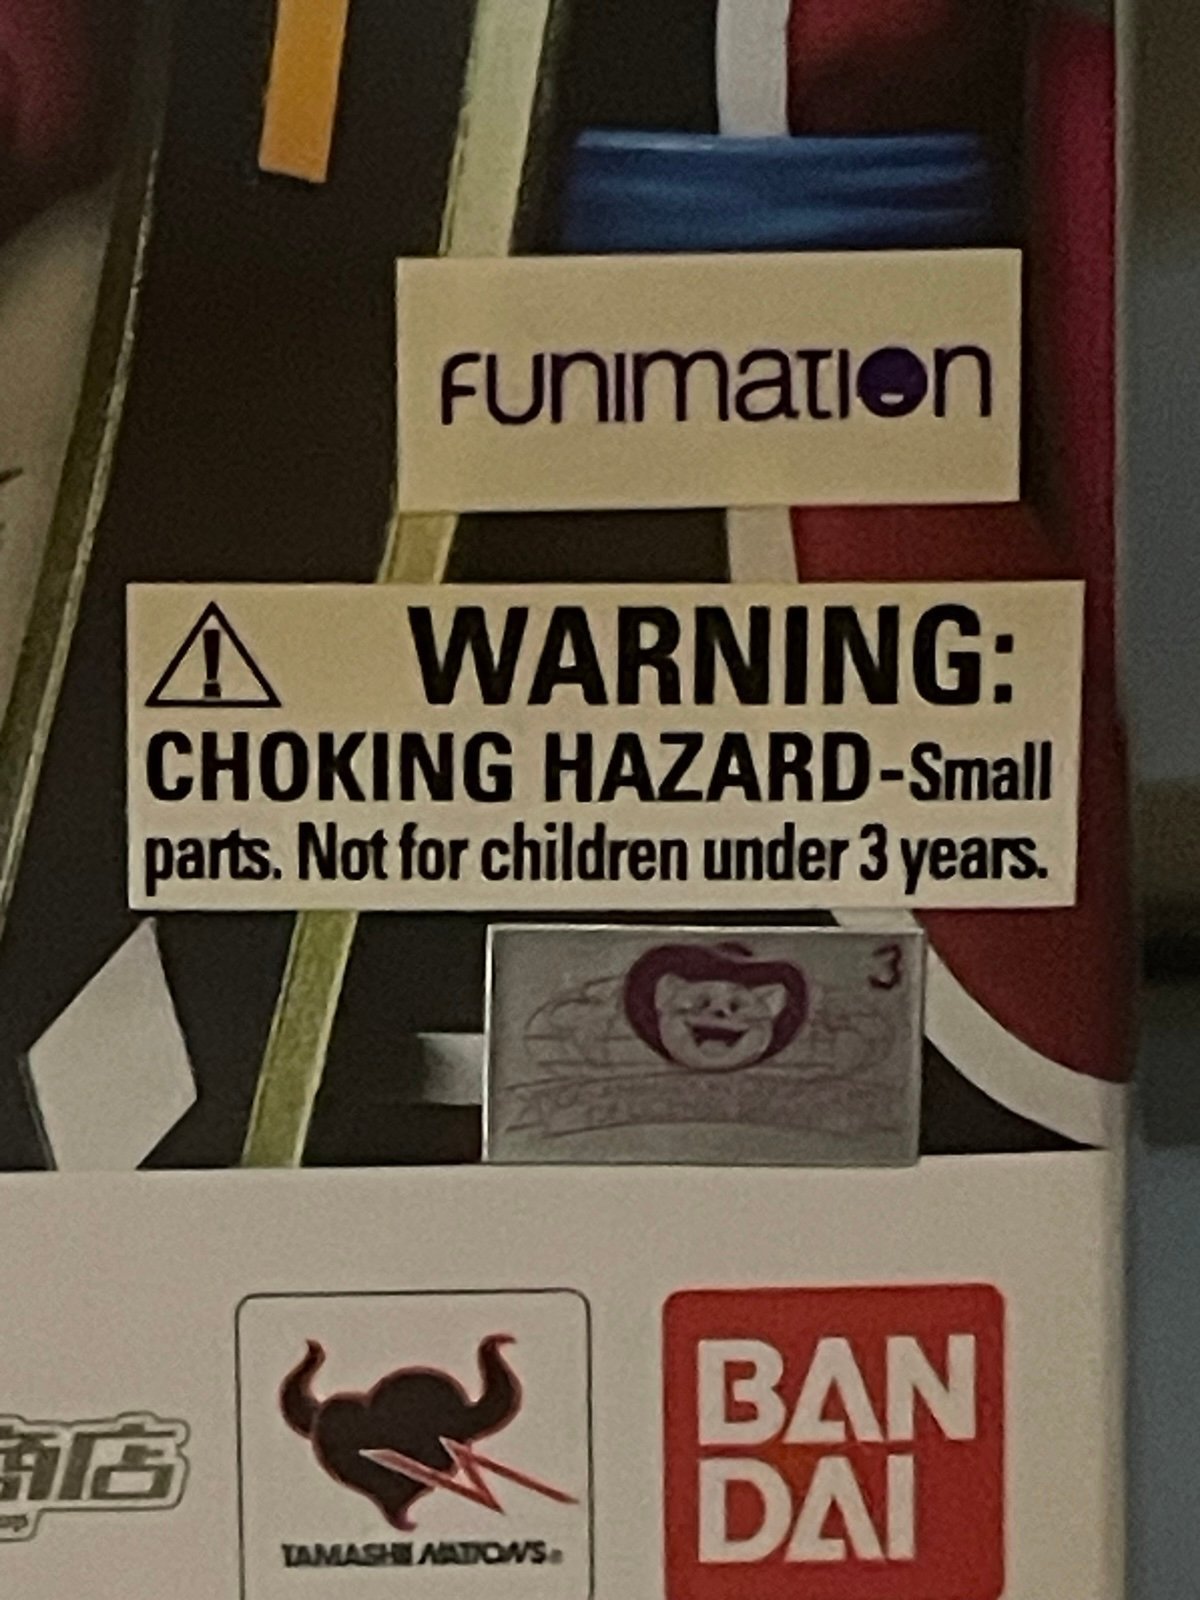 FUNIMATION
WARNING:
CHOKING HAZARD-Small
parts. Not for children under 3 years.
3
商店
TAMASHII NATIONS
BAN
DAI